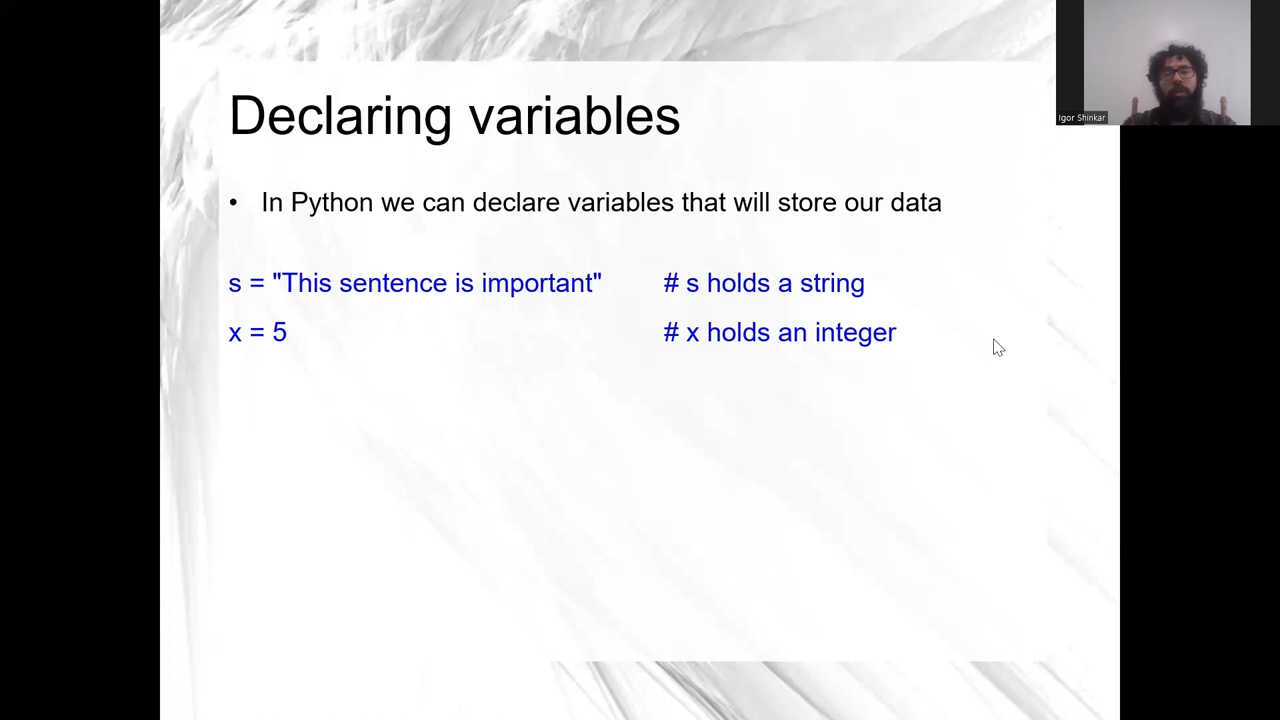 Declaring variables
• In Python we can declare variables that will store our data
s = "This sentence is important" # s holds a string
x = 5 # x holds an integer
Igor Shinkar